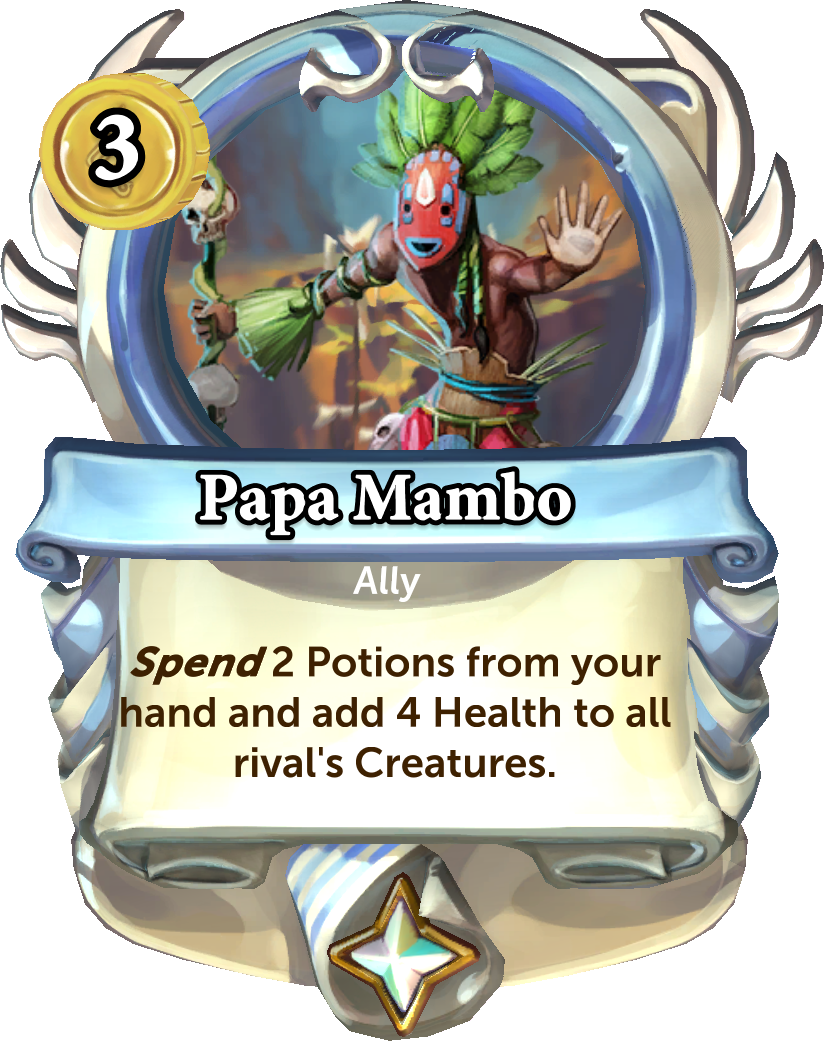 3
Papa Mambo
Ally
Spend 2 Potions from your
hand and add 4 Health to all
rival's Creatures.